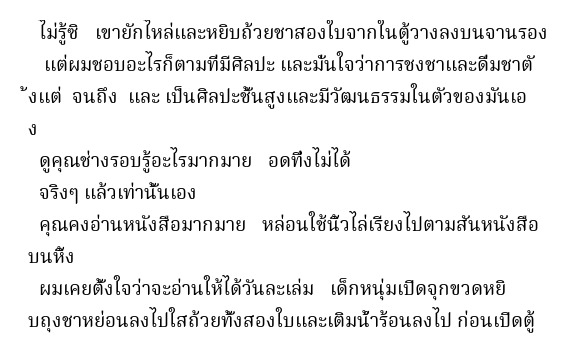 ไม่รู้ซิ เขายักไหล่และหยิบถ้วยชาสองใบจากในตู้วางลงบนจานรอง
แต่ผมชอบอะไรก็ตามที่มีศิลปะ และมั่นใจว่าการชงชาและดื่มชาตั
้งแต่ จนถึง และ เป็นศิลปะชั้นสูงและมีวัฒนธรรมในตัวของมันเอ
ง
ดูคุณช่างรอบรู้อะไรมากมาย อดทึ่งไม่ได้
จริงๆ แล้วเท่านั้นเอง
คุณคงอ่านหนังสือมากมาย หล่อนใช้นิ้วไล่เรียงไปตามสันหนังสือ
บนหิ้ง
ผมเคยตั้งใจว่าจะอ่านให้ได้วันละเล่ม เด็กหนุ่มเปิดจุกขวดหยิ
บถุงชาหย่อนลงไปใสถ้วยทั้งสองใบและเติมน้ำร้อนลงไป ก่อนเปิดตู้